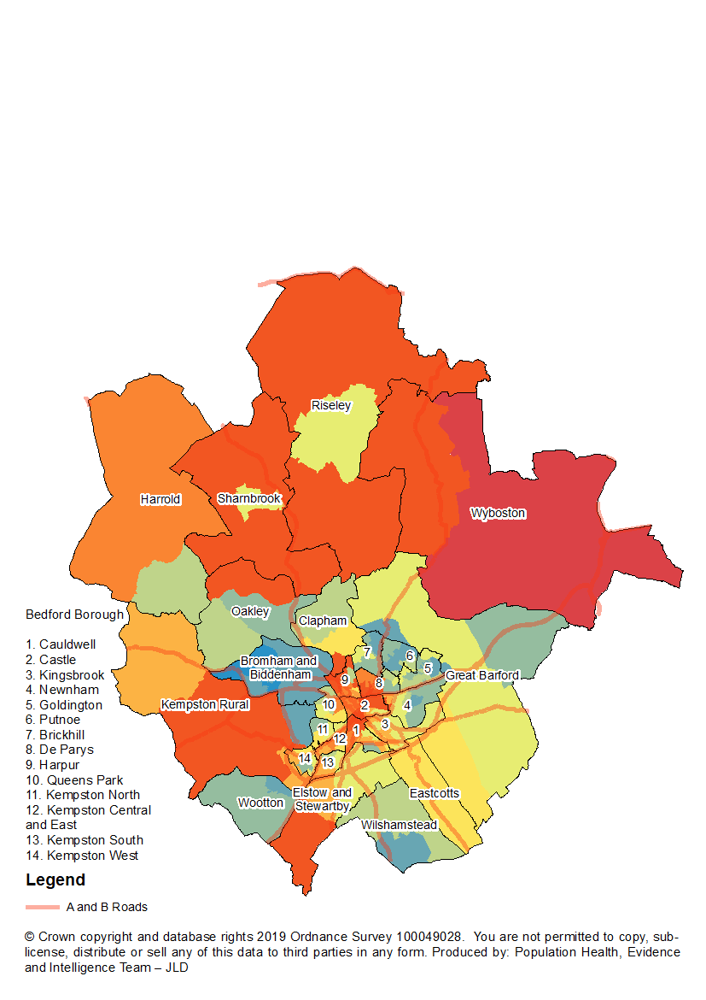 Riseley
Harrold
Sharnbrook
Wyboston
Oakley
Clapham
Bromham and
Biddenham
Great Barford
Kempston Rural
Wootton
Elstow and
Stewartby
Eastcotts
Wilshamstead
7
6
5
9
8
10
2
4
11
1
3
12
14
13
Bedford Borough
1. Cauldwell
2. Castle
3. Kingsbrook
4. Newnham
5. Goldington
6. Putnoe
7. Brickhill
8. De Parys
9. Harpur
10. Queens Park
11. Kempston North
12. Kempston Central
and East
13. Kempston South
14. Kempston West
Legend
A and B Roads
© Crown copyright and database rights 2019 Ordnance Survey 100049028.  You are not permitted to copy, sub-
license, distribute or sell any of this data to third parties in any form. Produced by: Population Health, Evidence
and Intelligence Team – JLD